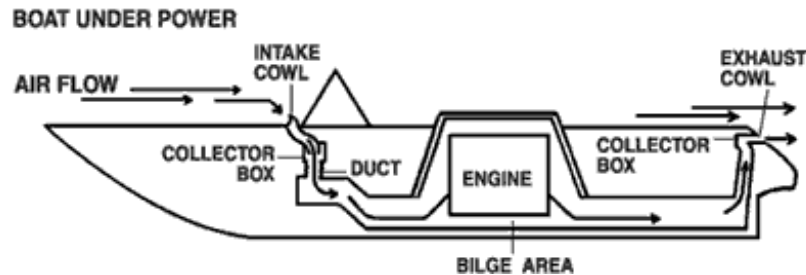 BOAT UNDER POWER
INTAKE
COWL
AIR FLOW
EXHAUST
COWL
COLLECTOR
BOX
DUCT
ENGINE
COLLECTOR
BOX
BILGE AREA